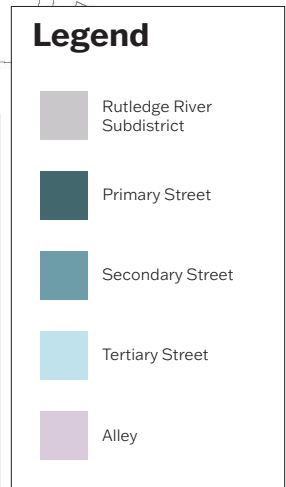 Legend
Rutledge River
Subdistrict
Primary Street
Secondary Street
Tertiary Street
Alley